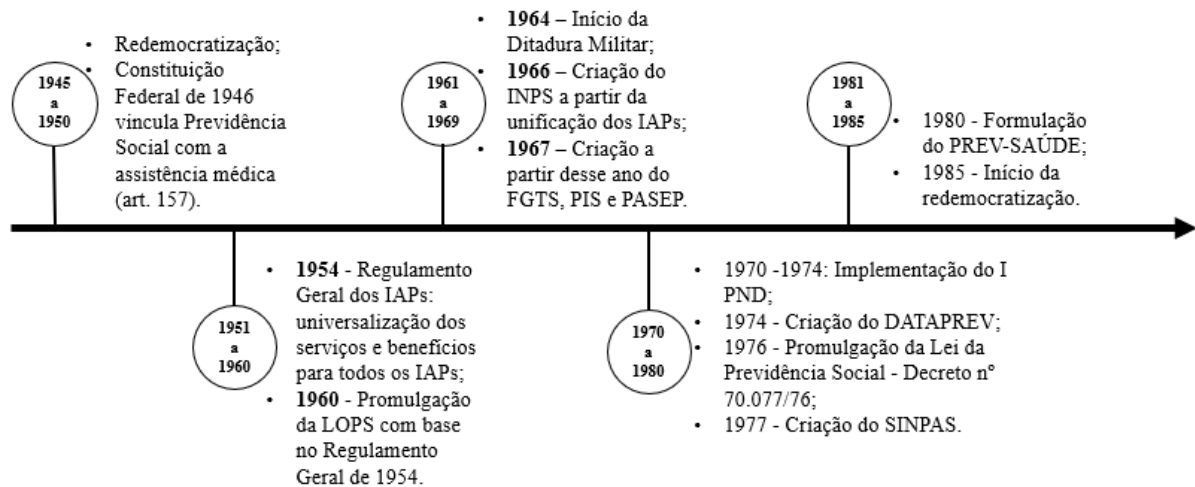 1945
a
1950
• Redemocratização;
• Constituição
Federal de 1946
vincula Previdência
Social com a
assistência médica
(art. 157).
1951
a
1960
• 1954 - Regulamento
Geral dos IAPs:
universalização dos
serviços e benefícios
para todos os IAPs;
• 1960 - Promulgação
da LOPS com base
no Regulamento
Geral de 1954.
1961
a
1969
• 1964 – Início da
Ditadura Militar;
• 1966 – Criação do
INPS a partir da
unificação dos IAPs;
• 1967 – Criação a
partir desse ano do
FGTS, PIS e PASEP.
1970
a
1980
• 1970 -1974: Implementação do I
PND;
• 1974 - Criação do DATAPREV;
• 1976 - Promulgação da Lei da
Previdência Social - Decreto nº
70.077/76;
• 1977 - Criação do SINPAS.
1981
a
1985
• 1980 - Formulação
do PREV-SAÚDE;
• 1985 - Início da
redemocratização.